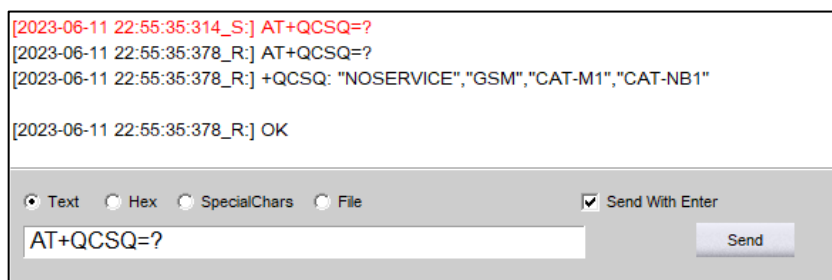 [2023-06-11 22:55:35:314_S:] AT+QCSQ=?
[2023-06-11 22:55:35:378_R:] AT+QCSQ=?
[2023-06-11 22:55:35:378_R:] +QCSQ: "NOSERVICE","GSM","CAT-M1","CAT-NB1"
[2023-06-11 22:55:35:378_R:] OK
Text Hex SpecialChars File Send With Enter
AT+QCSQ=? Send